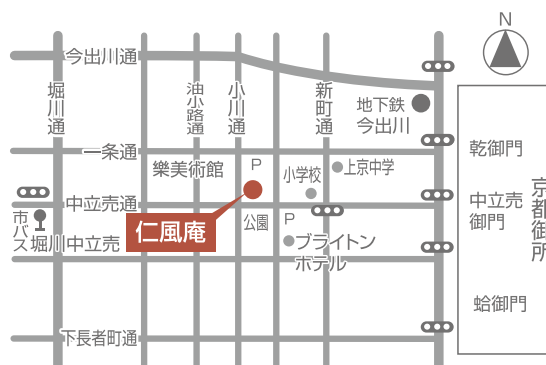 N
今出川通
堀川通
油小路通
小川通
新町通
地下鉄
今出川
一条通
樂美術館
P
小学校
上京中学
乾御門
中立売通
市バス
堀川中立売
仁風庵
公園
P
ブライトン
ホテル
中立売
御門
京都御所
蛤御門
下長者町通